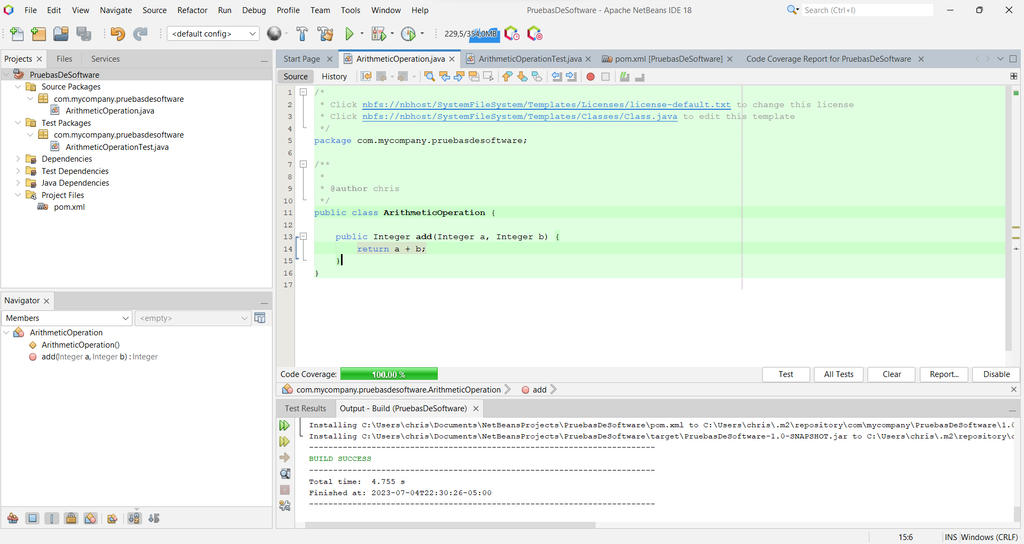 File Edit View Navigate Source Refactor Run Debug Profile Team Tools Window Help
PruebasDeSoftware - Apache NetBeans IDE 18
Search (Ctrl+I)
<default config>
229,5/354,0MB
Projects
Files
Services
PruebasDeSoftware
Source Packages
com.mycompany.pruebasdesoftware
ArithmeticOperation.java
Test Packages
com.mycompany.pruebasdesoftware
ArithmeticOperationTest.java
Dependencies
Test Dependencies
Java Dependencies
Project Files
pom.xml
Navigator
Members
<empty>
ArithmeticOperation
ArithmeticOperation()
add(Integer a, Integer b) : Integer
Start Page
ArithmeticOperation.java
ArithmeticOperationTest.java
pom.xml [PruebasDeSoftware]
Code Coverage Report for PruebasDeSoftware
Source
History
1 /*
2 * Click nbfs://nbhost/SystemFileSystem/Templates/Licenses/license-default.txt to change this license
3 * Click nbfs://nbhost/SystemFileSystem/Templates/Classes/Class.java to edit this template
4 */
5 package com.mycompany.pruebasdesoftware;
6
7 /**
8 *
9 * @author chris
10 */
11 public class ArithmeticOperation {
12
13 public Integer add(Integer a, Integer b) {
14 return a + b;
15 }
16 }
17
Code Coverage: 100,00 %
Test
All Tests
Clear
Report...
Disable
com.mycompany.pruebasdesoftware.ArithmeticOperation
add
Test Results
Output - Build (PruebasDeSoftware)
Installing C:\Users\chris\Documents\NetBeansProjects\PruebasDeSoftware\pom.xml to C:\Users\chris\.m2\repository\com\mycompany\PruebasDeSoftware\1.0
Installing C:\Users\chris\Documents\NetBeansProjects\PruebasDeSoftware\target\PruebasDeSoftware-1.0-SNAPSHOT.jar to C:\Users\chris\.m2\repository\c
------------------------------------------------------------------------
BUILD SUCCESS
------------------------------------------------------------------------
Total time:  4.755 s
Finished at: 2023-07-04T22:30:26-05:00
------------------------------------------------------------------------
15:6
INS
Windows (CRLF)